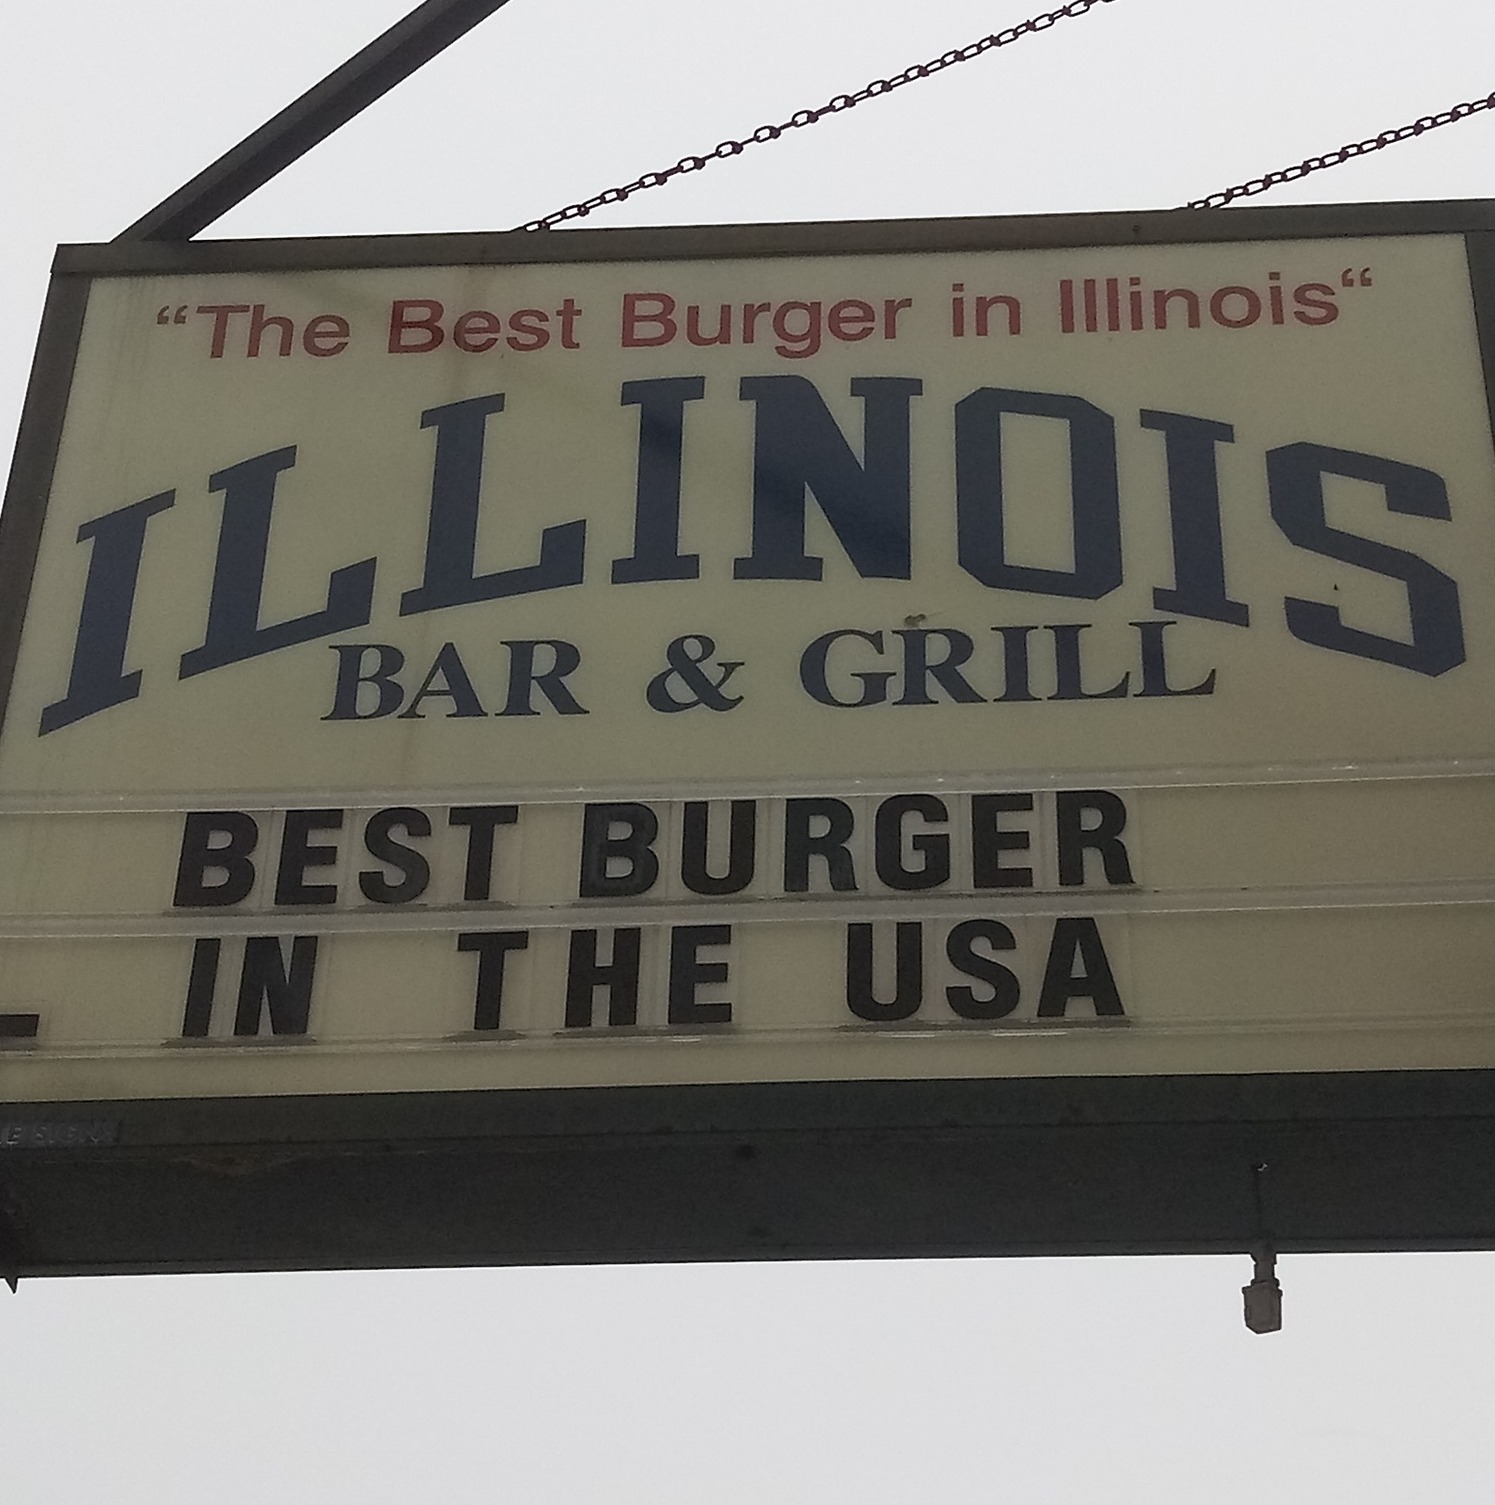 “The Best Burger in Illinois“
ILLINOIS
BAR & GRILL
BEST BURGER
IN THE USA